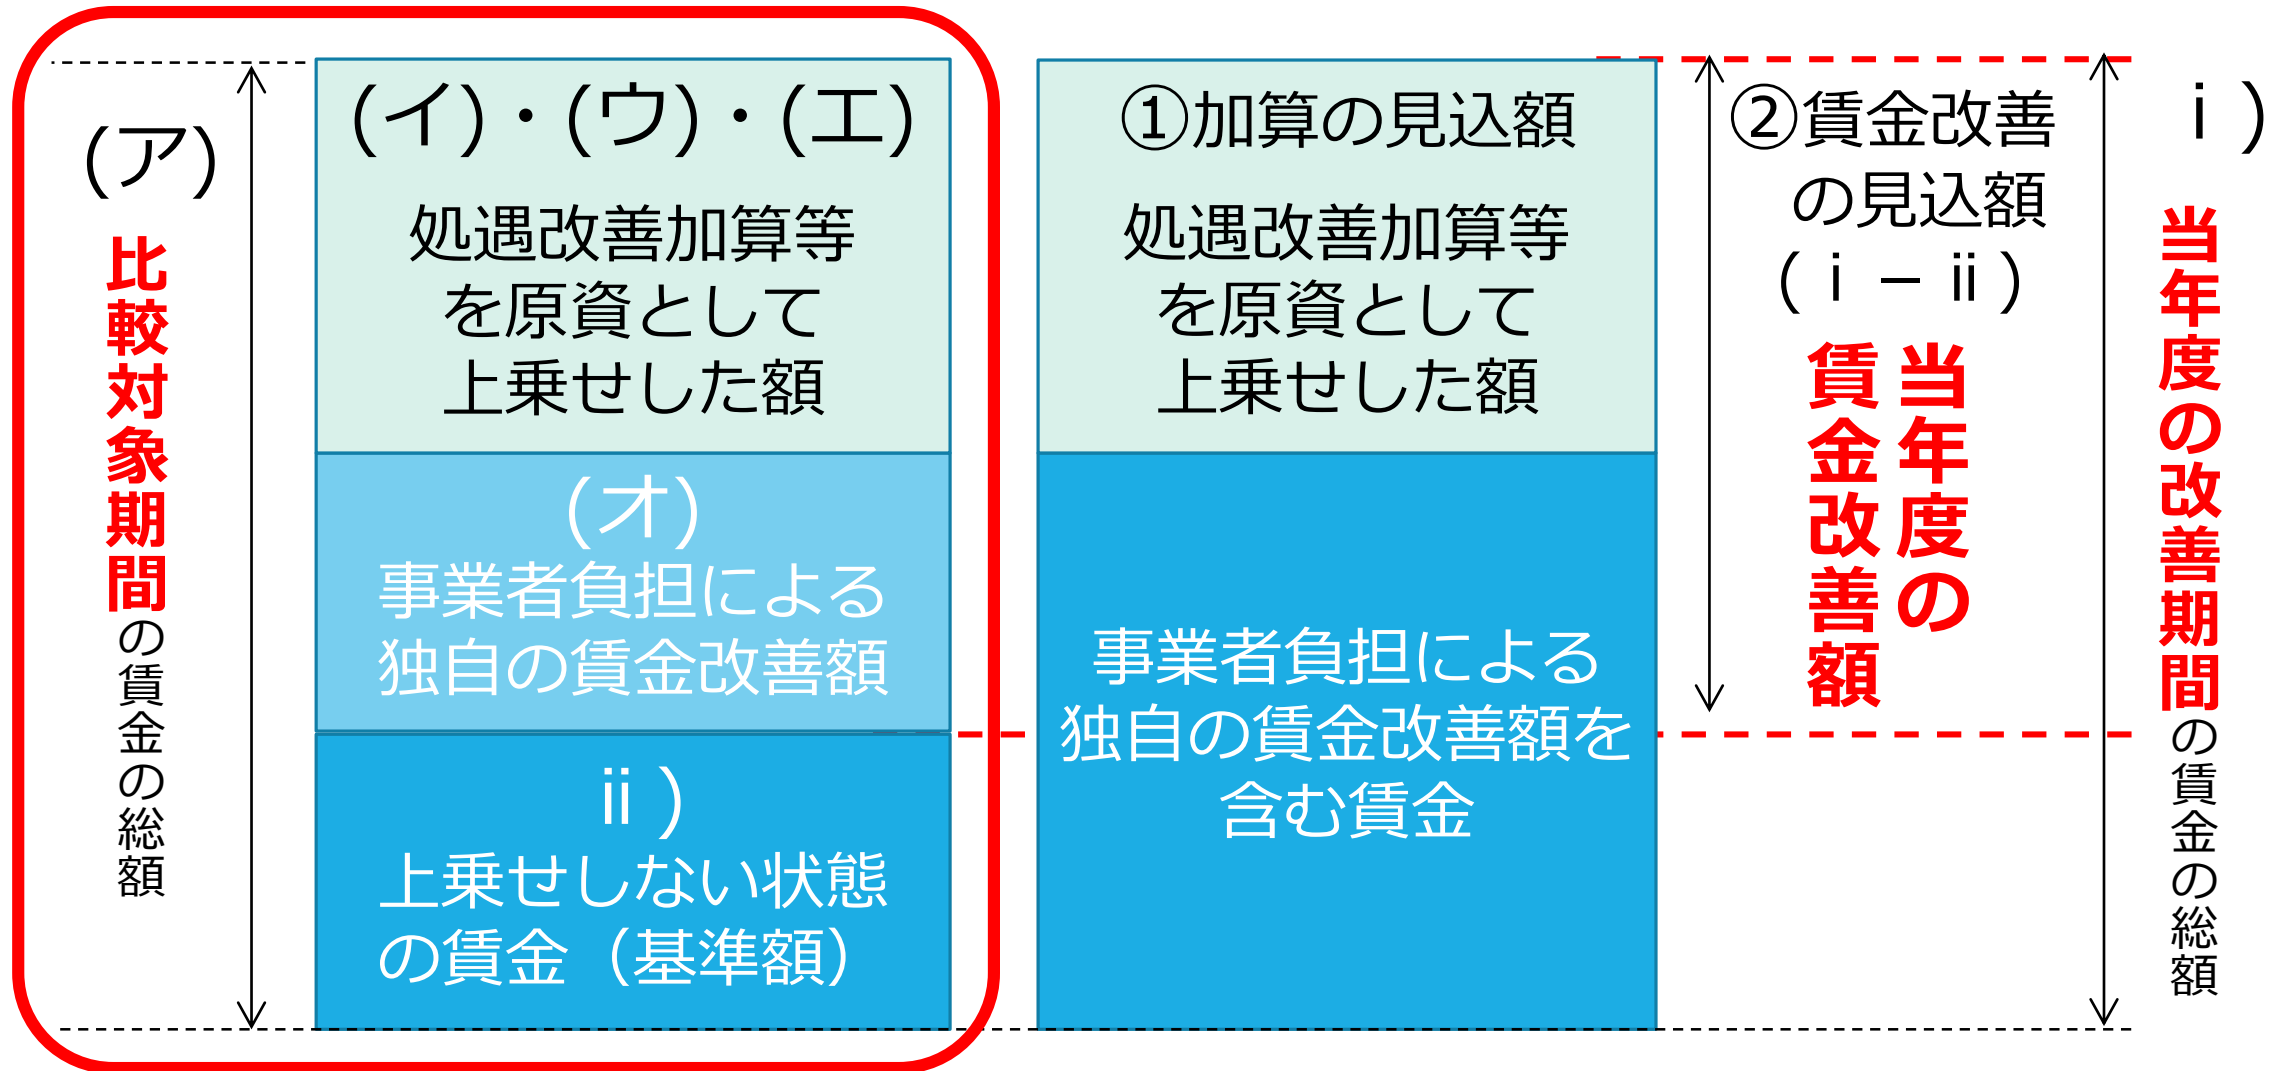 (ア)
比較対象期間の賃金の総額
(イ)・(ウ)・(エ)
処遇改善加算等
を原資として
上乗せした額
(オ)
事業者負担による
独自の賃金改善額
ⅱ)
上乗せしない状態
の賃金（基準額）
①加算の見込額
処遇改善加算等
を原資として
上乗せした額
事業者負担による
独自の賃金改善額を
含む賃金
②賃金改善
の見込額
(ⅰ－ⅱ)
当年度の
賃金改善額
ⅰ)
当年度の改善期間の賃金の総額